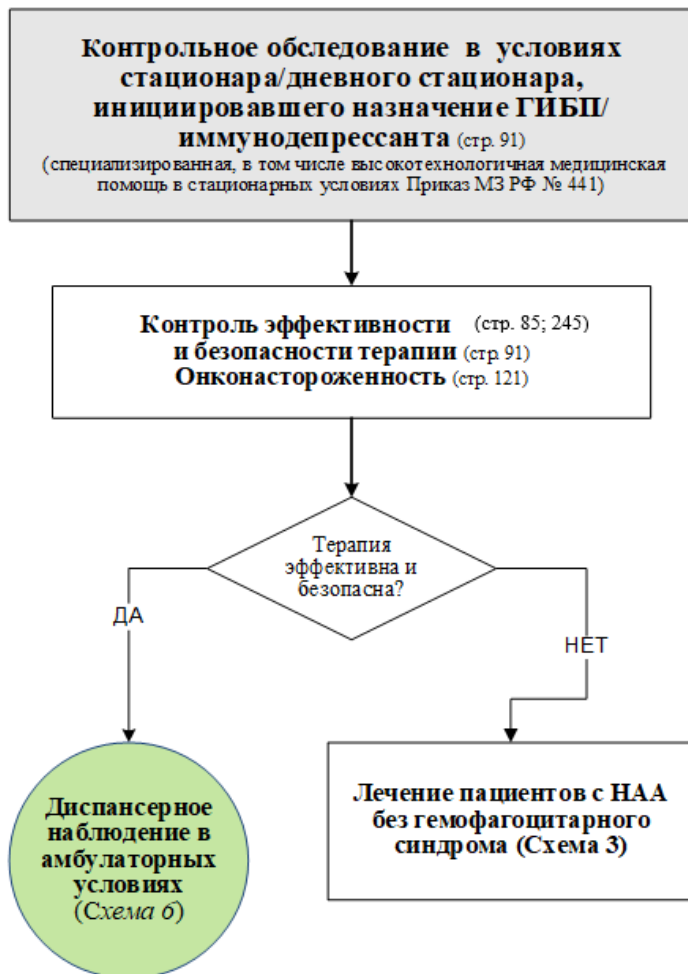 Контрольное обследование в условиях
стационара/дневного стационара,
инициировавшего назначение ГИБП/
иммунодепрессанта (стр. 91)
(специализированная, в том числе высокотехнологичная медицинская
помощь в стационарных условиях Приказ МЗ РФ № 441)
Контроль эффективности (стр. 85; 245)
и безопасности терапии (стр. 91)
Онконастороженность (стр. 121)
Терапия
эффективна и
безопасна?
ДА
НЕТ
Диспансерное
наблюдение в
амбулаторных
условиях
(Схема 6)
Лечение пациентов с НАА
без гемофагоцитарного
синдрома (Схема 3)